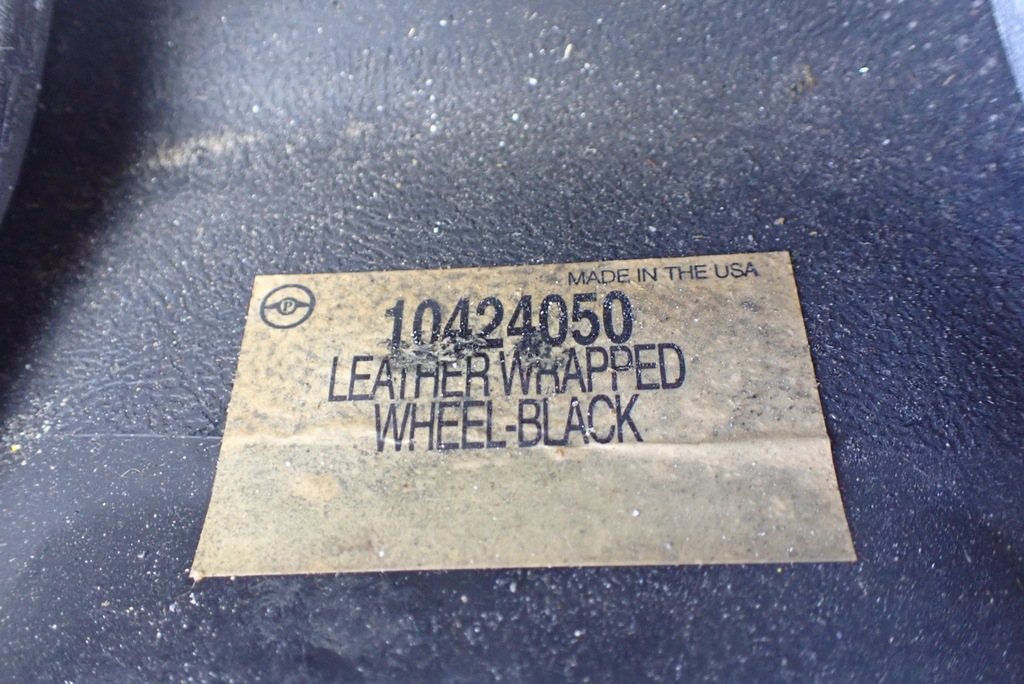 MADE IN THE USA
P
10424050
LEATHER WRAPPED
WHEEL-BLACK